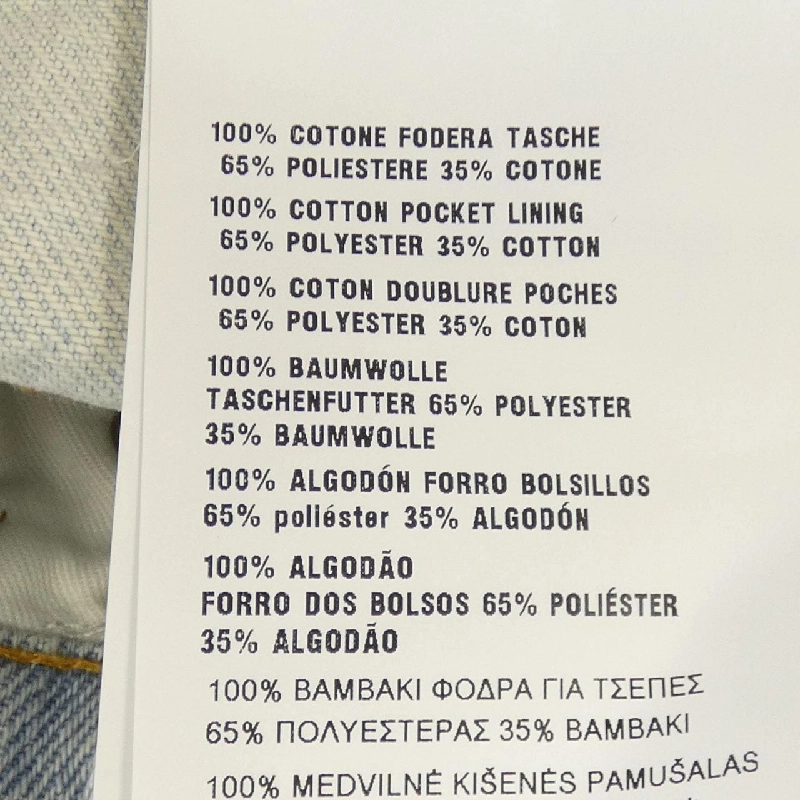 100% COTONE FODERA TASCHE
65% POLIESTERE 35% COTONE
100% COTTON POCKET LINING
65% POLYESTER 35% COTTON
100% COTON DOUBLURE POCHES
65% POLYESTER 35% COTON
100% BAUMWOLLE
TASCHENFUTTER 65% POLYESTER
35% BAUMWOLLE
100% ALGODÓN FORRO BOLSILLOS
65% poliéster 35% ALGODÓN
100% ALGODÃO
FORRO DOS BOLSOS 65% POLIÉSTER
35% ALGODÃO
100% ΒΑΜΒΑΚΙ ΦΟΔΡΑ ΓΙΑ ΤΣΕΠΕΣ
65% ΠΟΛΥΕΣΤΕΡΑΣ 35% ΒΑΜΒΑΚΙ
100% MEDVILNĖ KIŠENĖS PAMUŠALAS